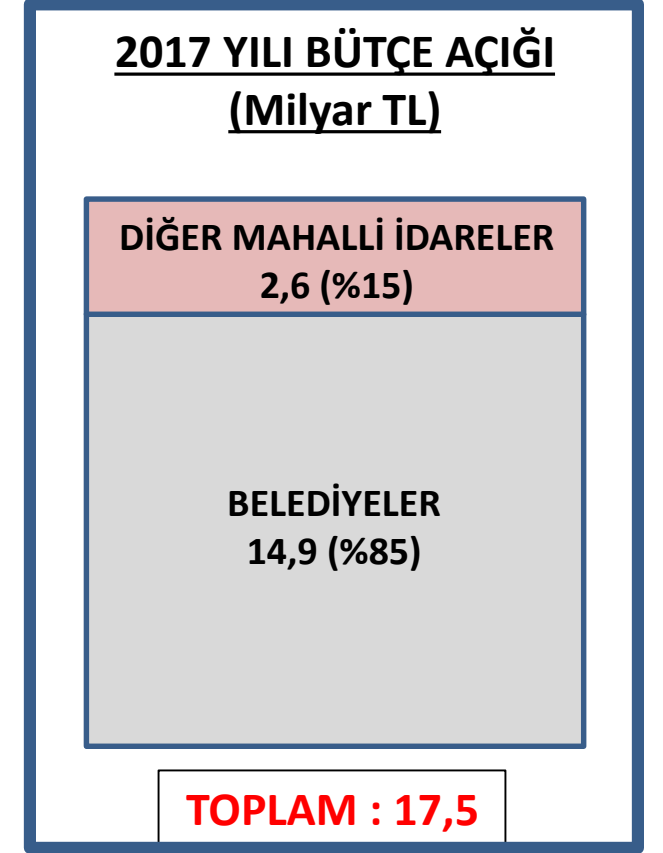 2017 YILI BÜTÇE AÇIĞI
(Milyar TL)
DİĞER MAHALLİ İDARELER
2,6 (%15)
BELEDİYELER
14,9 (%85)
TOPLAM : 17,5